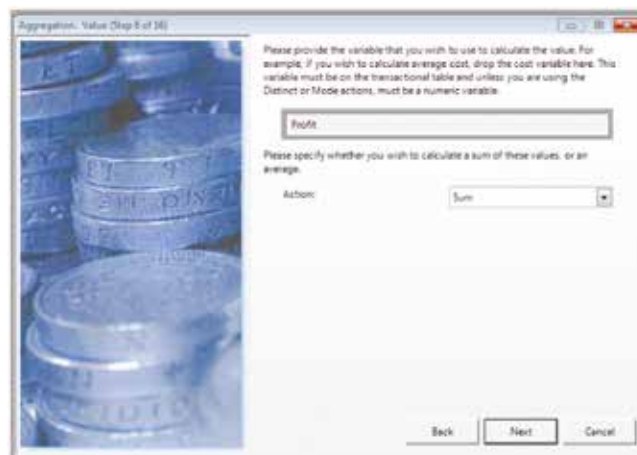 Aggregation. Value (Step 6 of 16)
Please provide the variable that you wish to use to calculate the value. For
example, if you wish to calculate average cost, drop the cost variable here. This
variable must be on the transactional table and unless you are using the
Distinct or Mode actions, must be a numeric variable.
Profit
Please specify whether you wish to calculate a sum of these values, or an
average.
Action: Sum
Back Next Cancel